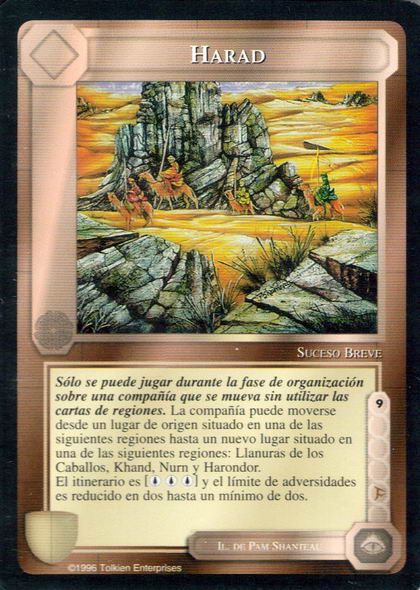 HARAD
SUCESO BREVE
Sólo se puede jugar durante la fase de organización
sobre una compañía que se mueva sin utilizar las
cartas de regiones. La compañía puede moverse
desde un lugar de origen situado en una de las
siguientes regiones hasta un nuevo lugar situado en
una de las siguientes regiones: Llanuras de los
Caballos, Khand, Nurn y Harondor.
El itinerario es [ ] y el límite de adversidades
es reducido en dos hasta un mínimo de dos.
9
IL. DE PAM SHANTEAU
©1996 Tolkien Enterprises